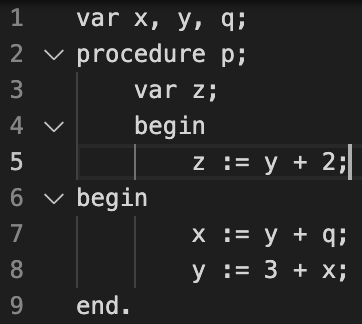 1 var x, y, q;
2 procedure p;
3 var z;
4 begin
5 z := y + 2;
6 begin
7 x := y + q;
8 y := 3 + x;
9 end.